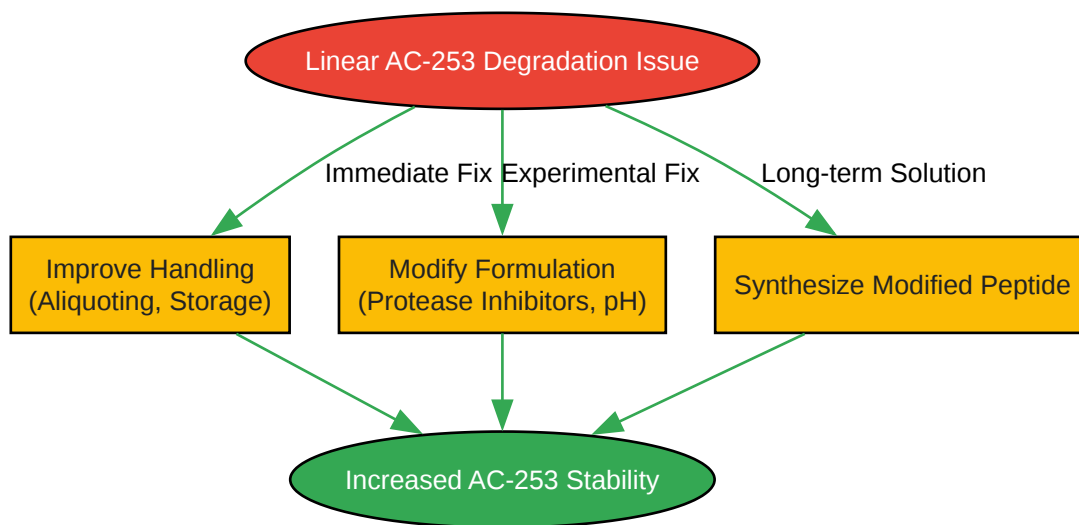 Linear AC-253 Degradation Issue
Immediate Fix
Experimental Fix
Long-term Solution
Improve Handling
(Aliquoting, Storage)
Modify Formulation
(Protease Inhibitors, pH)
Synthesize Modified Peptide
Increased AC-253 Stability